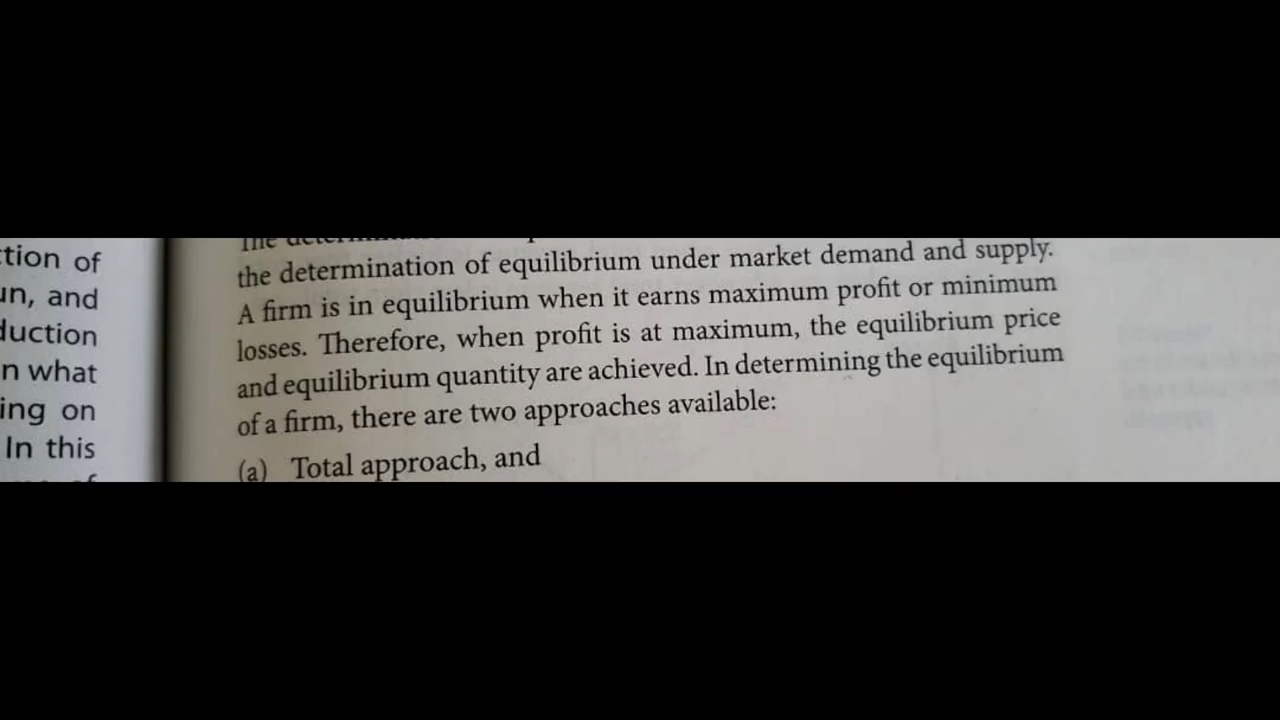 tion of
un, and
duction
n what
ing on
In this
of
The
the determination of equilibrium under market demand and supply.
A firm is in equilibrium when it earns maximum profit or minimum
losses. Therefore, when profit is at maximum, the equilibrium price
and equilibrium quantity are achieved. In determining the equilibrium
of a firm, there are two approaches available:
(a) Total approach, and